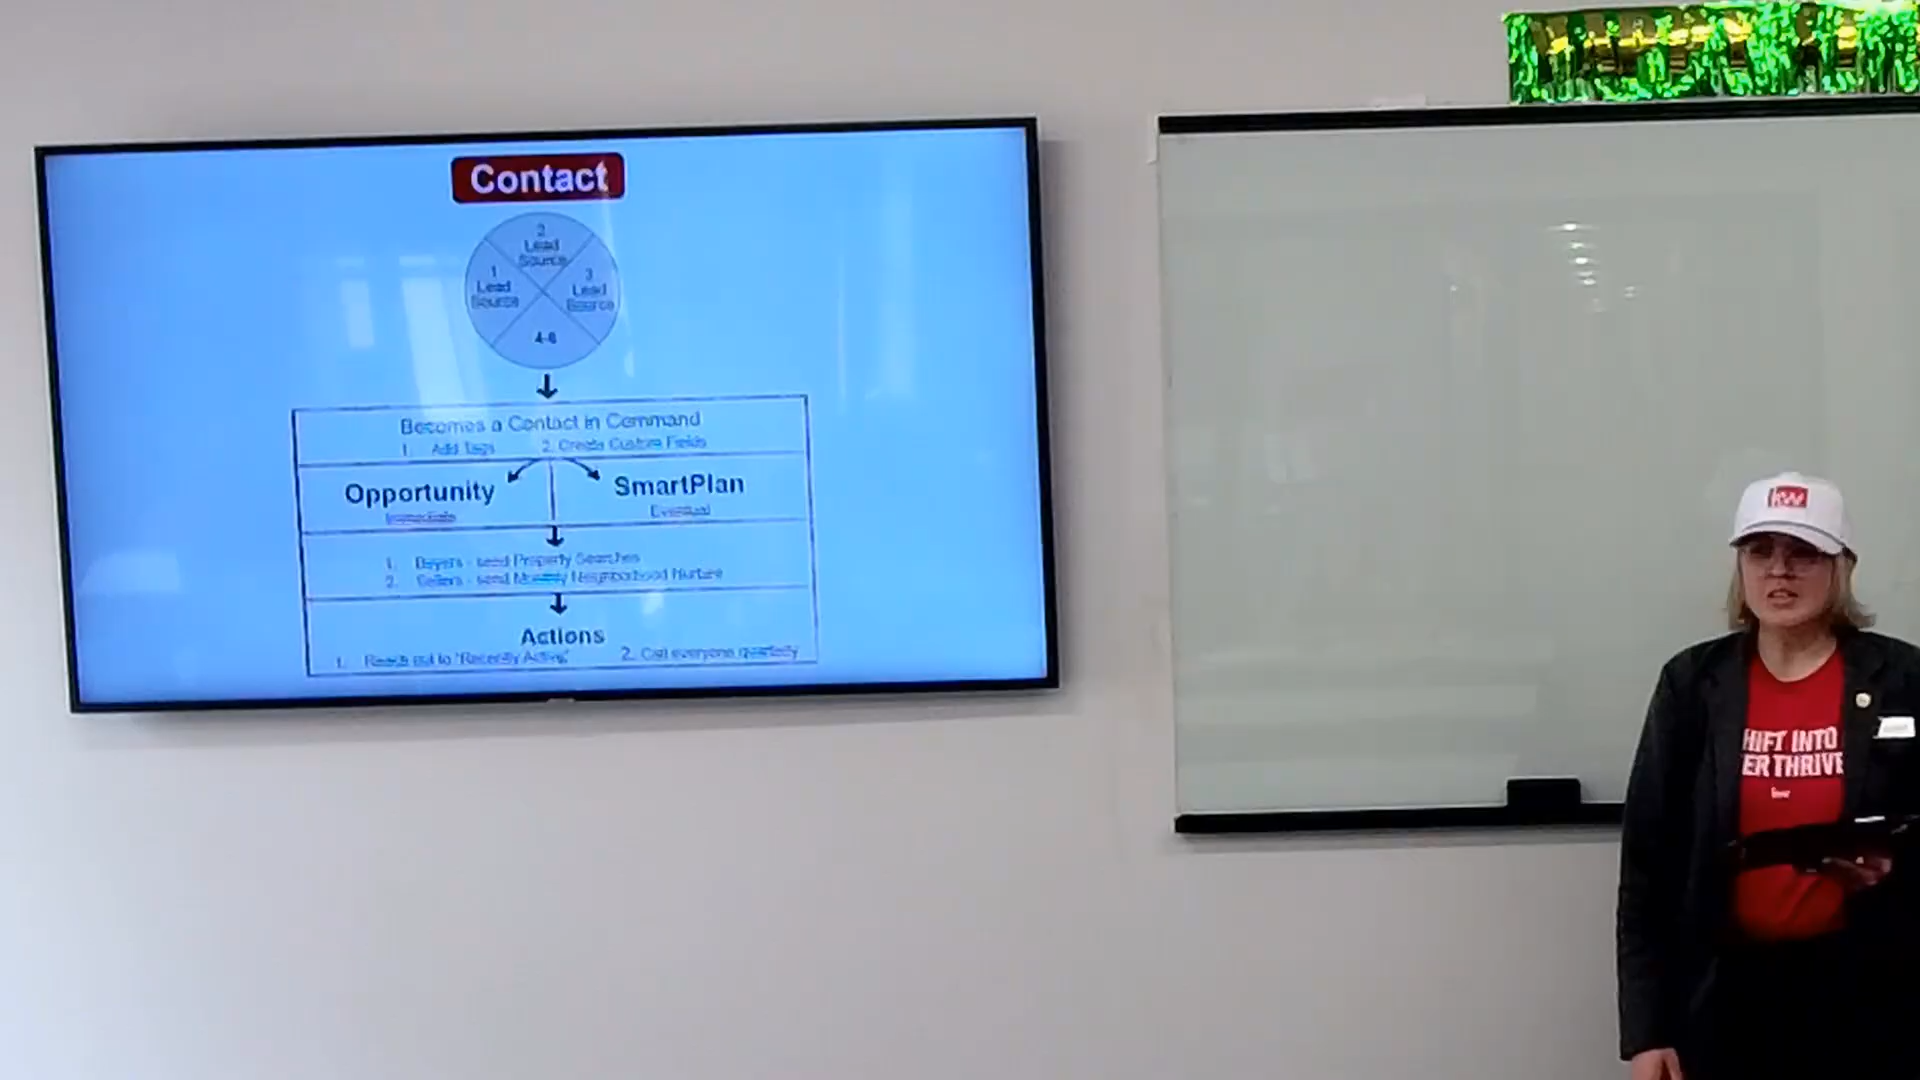 Contact
2
Lead
Source
1
Lead
Source
3
Lead
Source
4-6
Becomes a Contact in Command
1. Add Tags 2. Create Custom Fields
Opportunity
Immediate
SmartPlan
Eventual
1. Buyers - send Property Searches
2. Sellers - send Monthly Neighborhood Nurture
Actions
1. Reach out to "Recently Active" 2. Call everyone quarterly
kw
HIFT INTO
ER THRIVE
kw